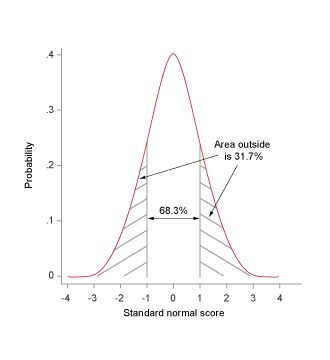 .4
.3
.2
.1
0
Probability
Area outside
is 31.7%
68.3%
-4 -3 -2 -1 0 1 2 3 4
Standard normal score